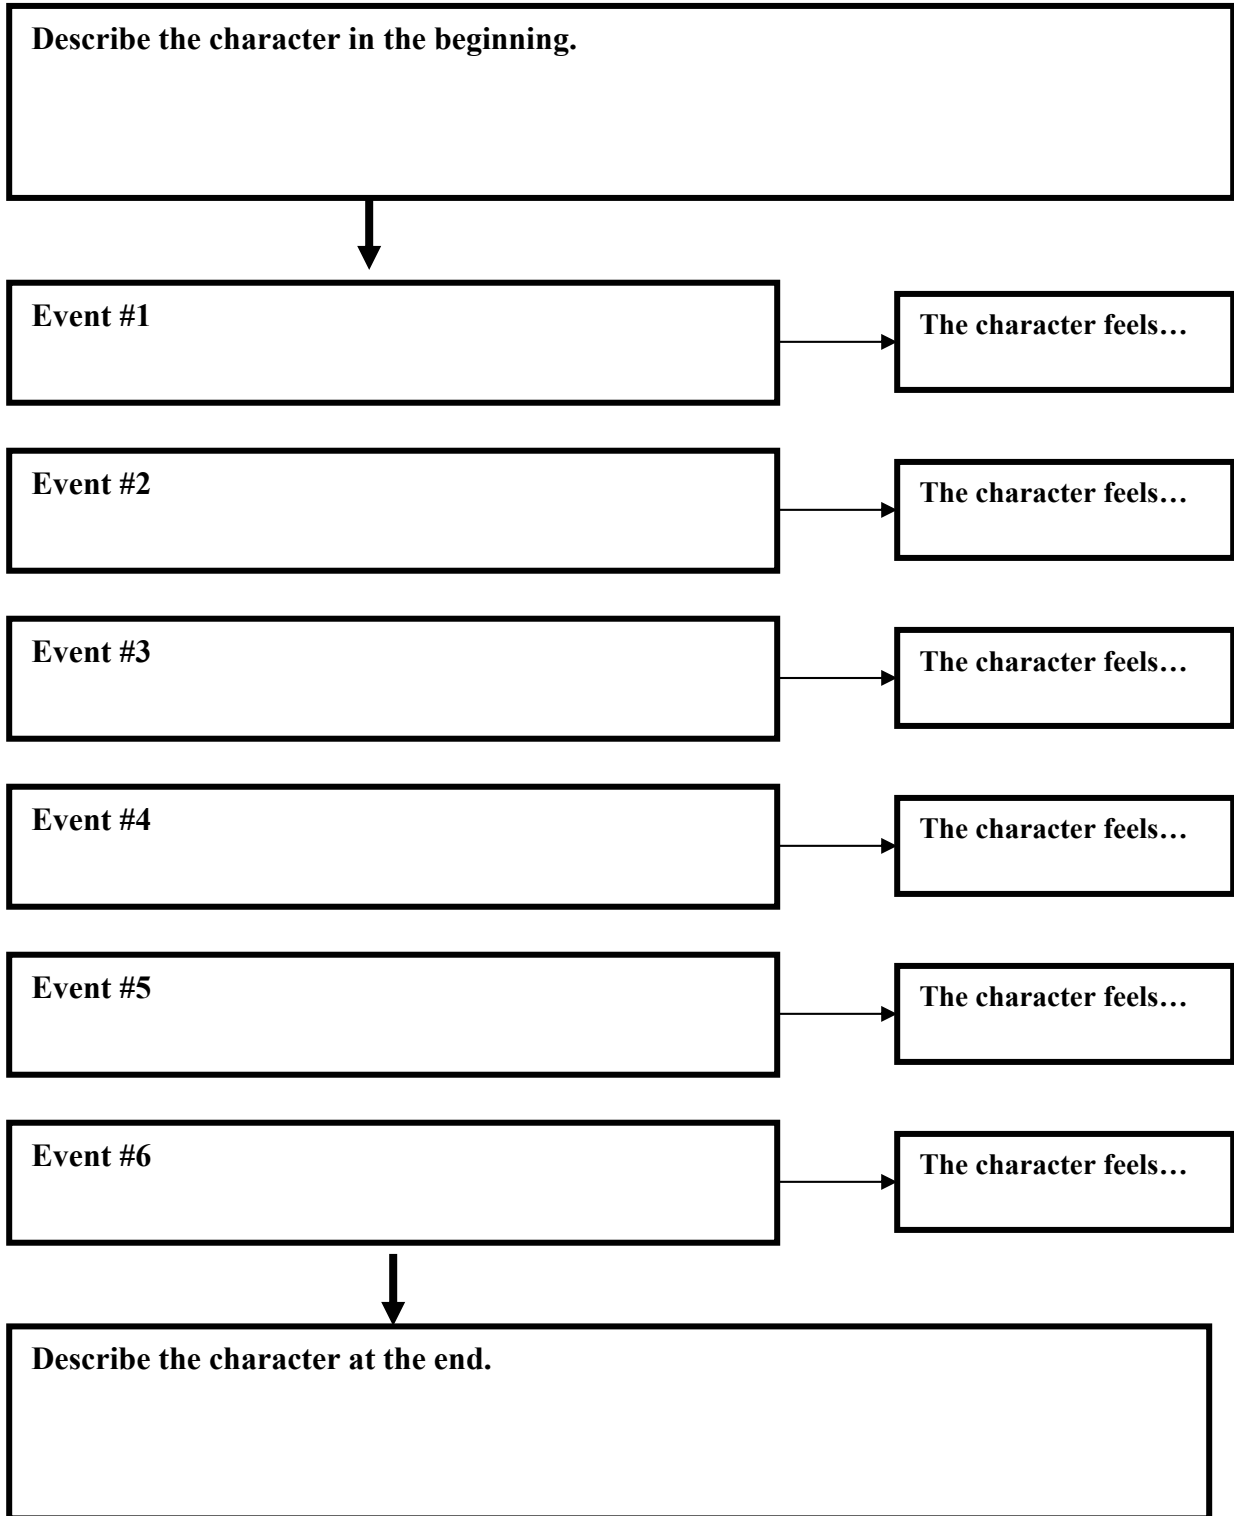 Describe the character in the beginning.
Event #1
The character feels…
Event #2
The character feels…
Event #3
The character feels…
Event #4
The character feels…
Event #5
The character feels…
Event #6
The character feels…
Describe the character at the end.